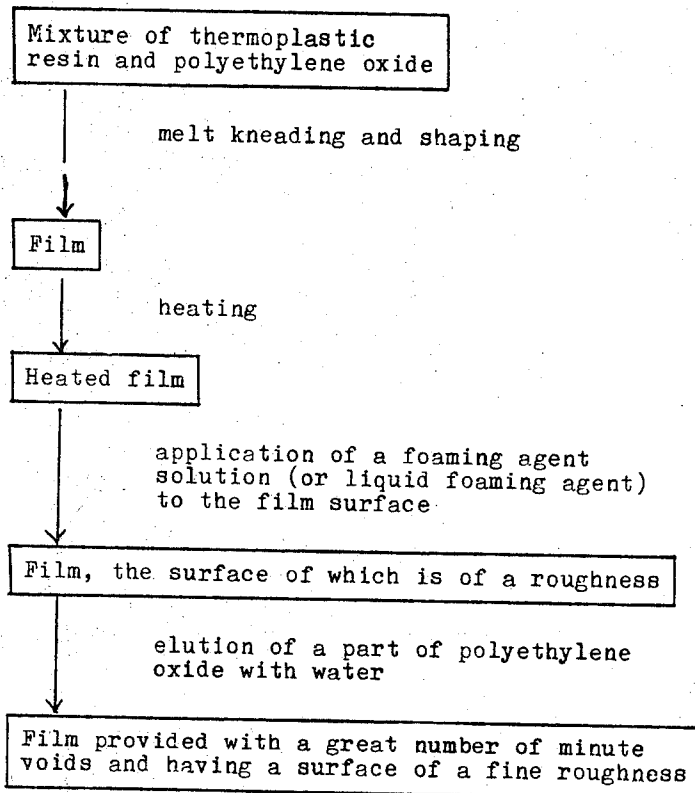 Mixture of thermoplastic
resin and polyethylene oxide
melt kneading and shaping
Film
heating
Heated film
application of a foaming agent
solution (or liquid foaming agent)
to the film surface
Film, the surface of which is of a roughness
elution of a part of polyethylene
oxide with water
Film provided with a great number of minute
voids and having a surface of a fine roughness